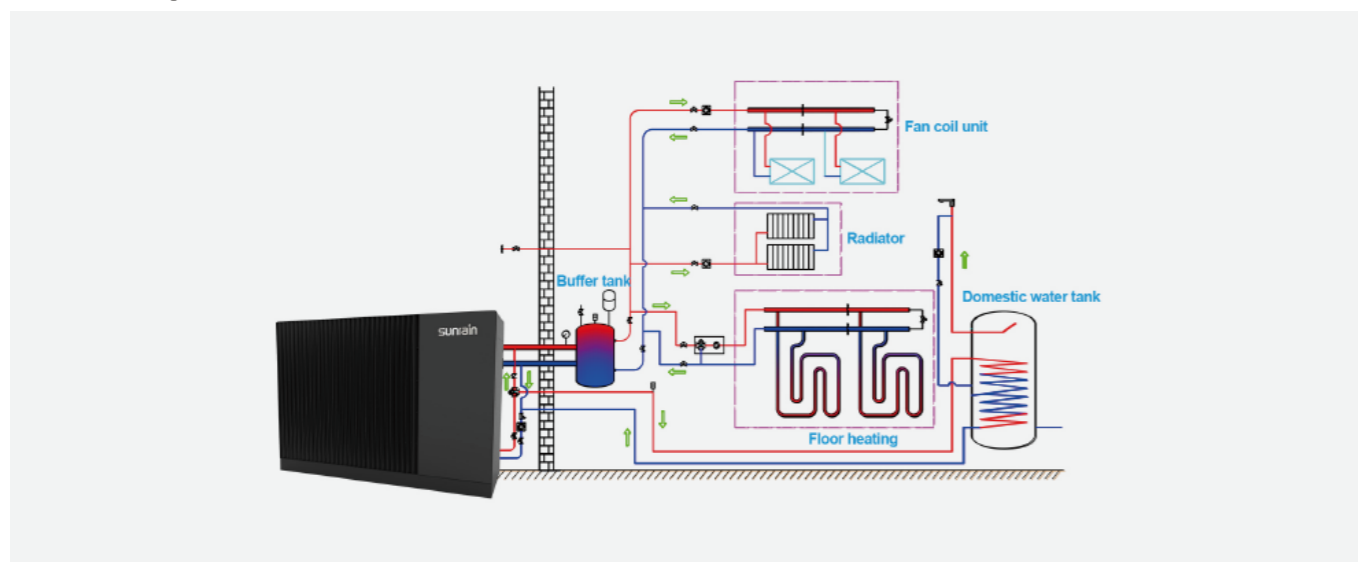 Fan coil unit
Radiator
Buffer tank
Domestic water tank
sunrain
Floor heating